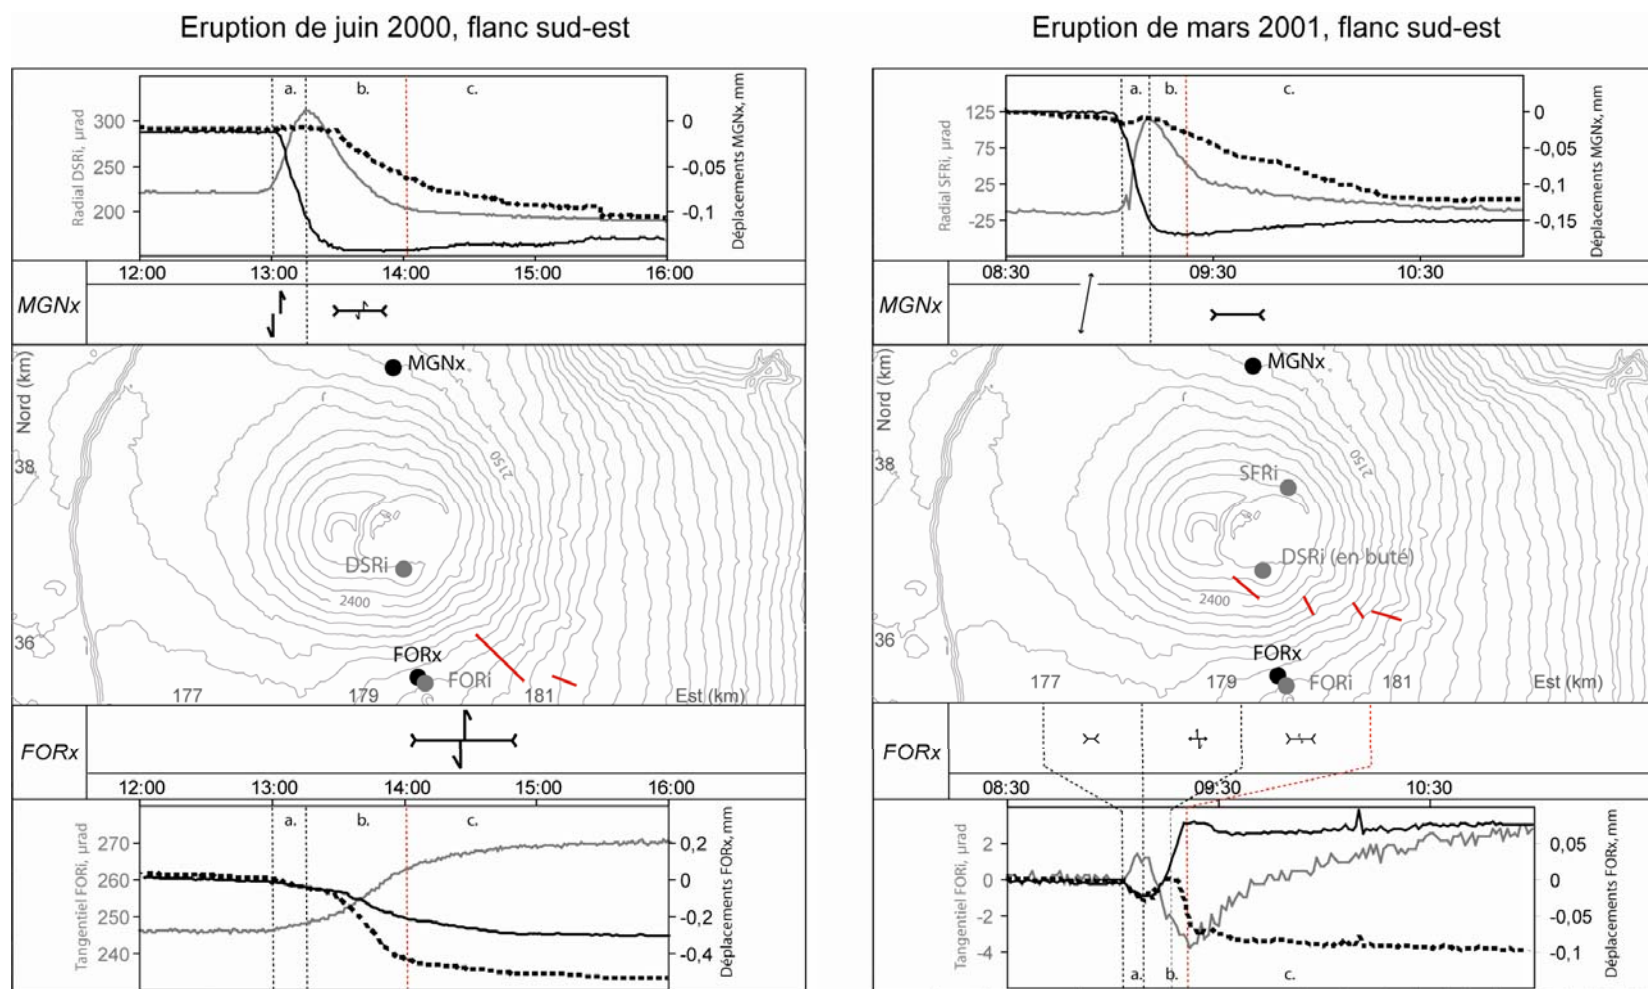 Eruption de juin 2000, flanc sud-est
Radial DSRi, µrad
300
250
200
a.
b.
c.
0
-0,05
-0,1
Déplacements MGNx, mm
12:00
13:00
14:00
15:00
16:00
MGNx
Nord (km)
38
36
MGNx
2150
DSRi
2400
FORx
FORi
177
179
181
Est (km)
FORx
12:00
13:00
14:00
15:00
16:00
Tangentiel FORi, µrad
270
260
250
240
a.
b.
c.
0,2
0
-0,2
-0,4
Déplacements FORx, mm
Eruption de mars 2001, flanc sud-est
Radial SFRi, µrad
125
75
25
-25
a.
b.
c.
0
-0,05
-0,1
-0,15
Déplacements MGNx, mm
08:30
09:30
10:30
MGNx
Nord (km)
38
36
MGNx
2150
SFRi
DSRi (en buté)
2400
FORx
FORi
177
179
181
Est (km)
FORx
08:30
09:30
10:30
Tangentiel FORi, µrad
2
0
-2
-4
a.
b.
c.
0,05
0
-0,05
-0,1
Déplacements FORx, mm